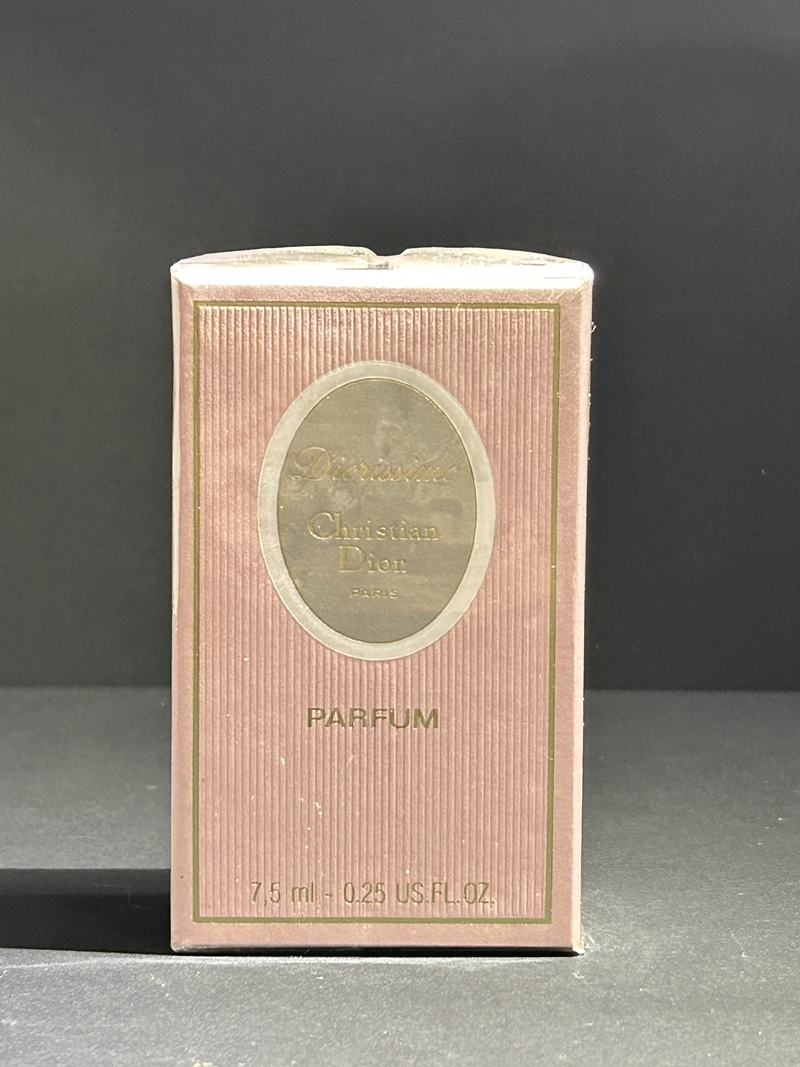 Diorissimo
Christian
Dior
PARIS
PARFUM
7,5 ml - 0.25 US.FL.OZ.